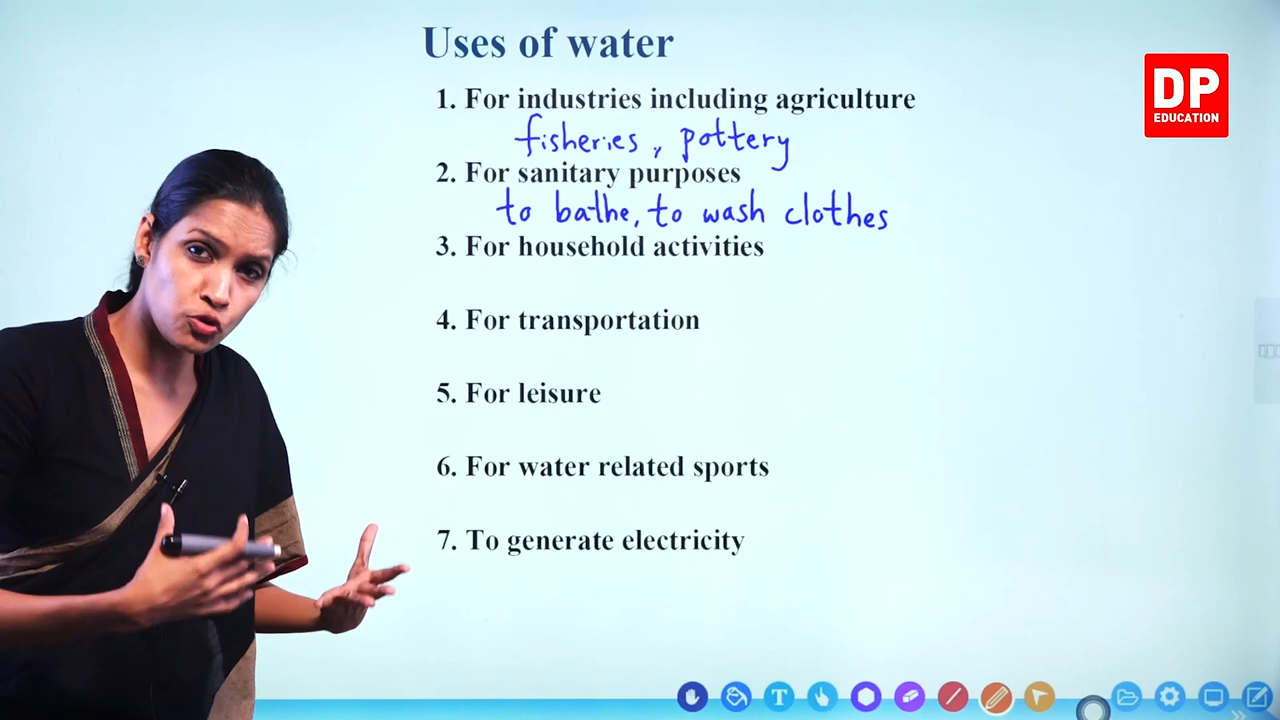 Uses of water
DP
EDUCATION
1. For industries including agriculture
fisheries, pottery
2. For sanitary purposes
to bathe, to wash clothes
3. For household activities
4. For transportation
5. For leisure
6. For water related sports
7. To generate electricity
T